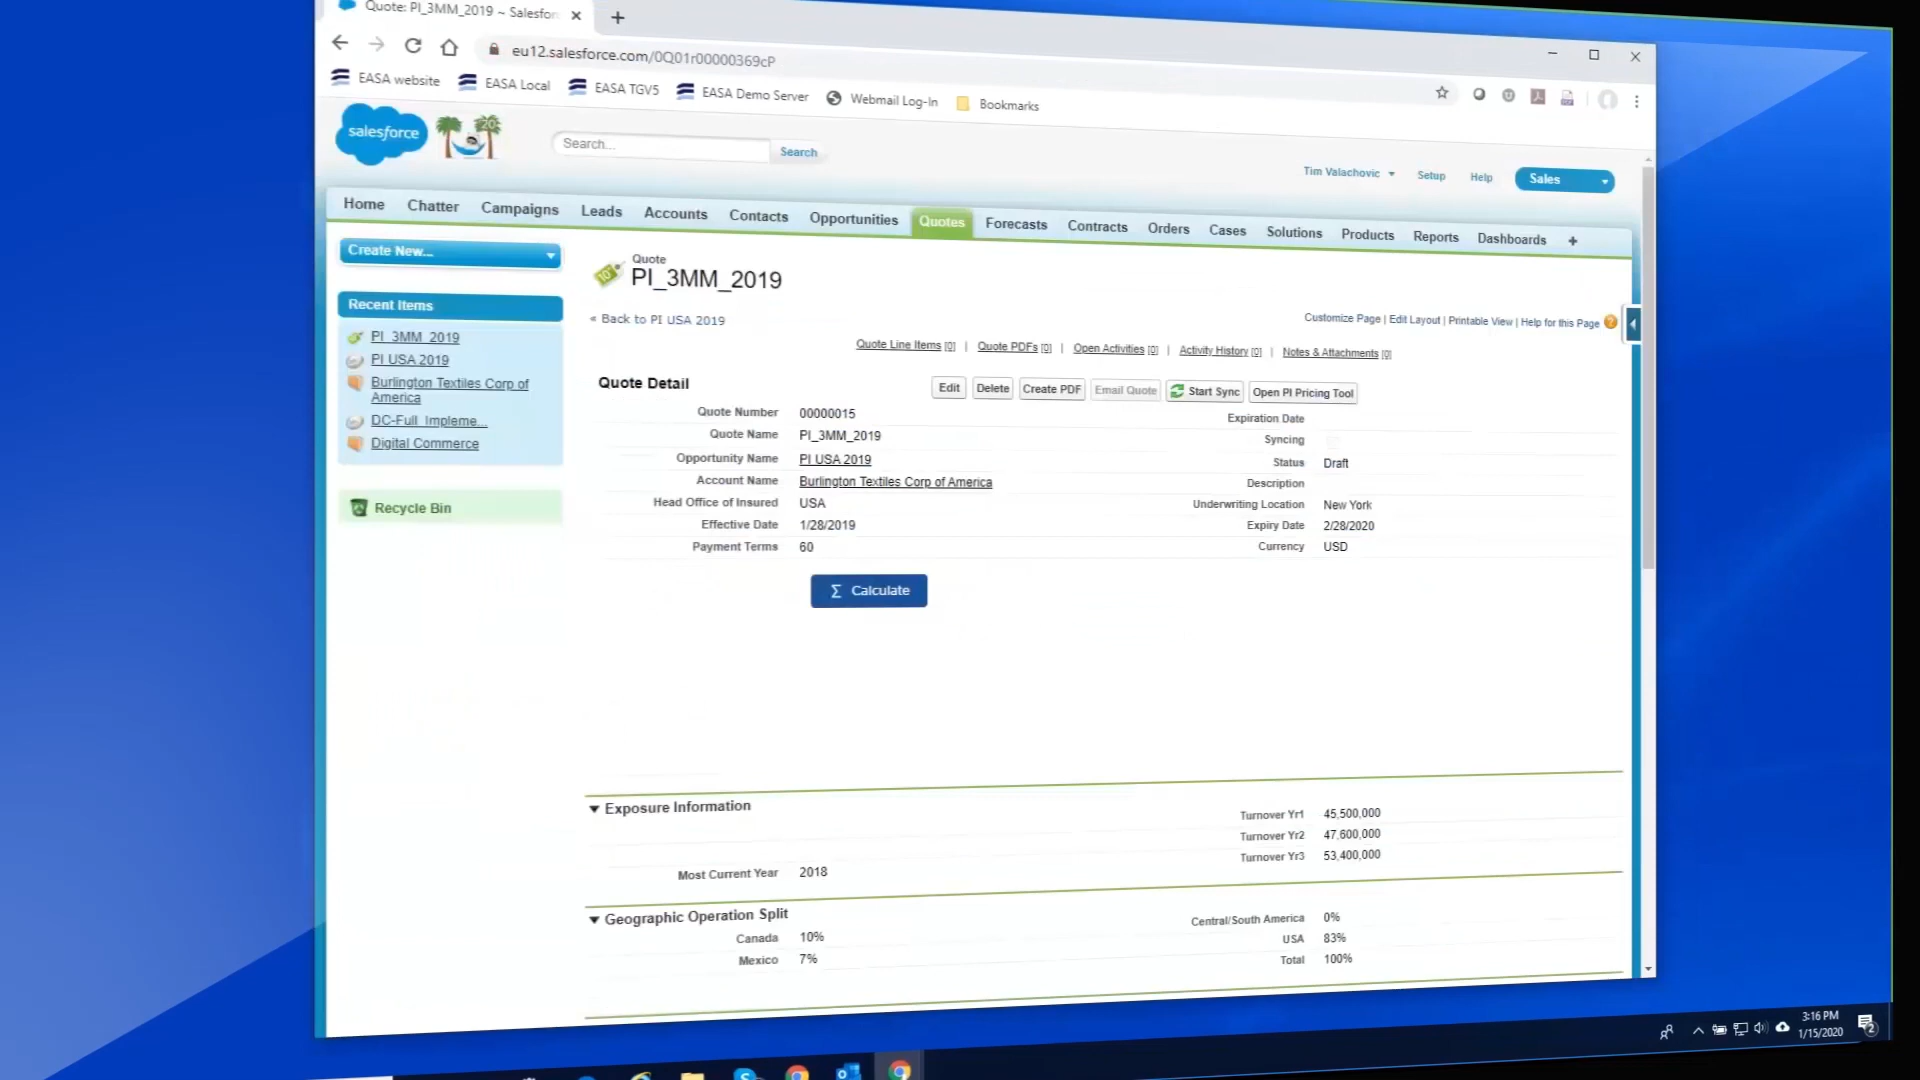 Quote: PI_3MM_2019 ~ Salesfor
eu12.salesforce.com/0Q01r00000369cP
EASA website
EASA Local
EASA TGV5
EASA Demo Server
Webmail Log-In
Bookmarks
salesforce
20
Search...
Search
Tim Valachovic
Setup
Help
Sales
Home
Chatter
Campaigns
Leads
Accounts
Contacts
Opportunities
Quotes
Forecasts
Contracts
Orders
Cases
Solutions
Products
Reports
Dashboards
+
Create New...
Recent Items
PI_3MM_2019
PI USA 2019
Burlington Textiles Corp of
America
DC-Full_Impleme...
Digital Commerce
Recycle Bin
Quote
PI_3MM_2019
« Back to PI USA 2019
Customize Page | Edit Layout | Printable View | Help for this Page ?
Quote Line Items [0] | Quote PDFs [0] | Open Activities [0] | Activity History [0] | Notes & Attachments [0]
Quote Detail
Edit
Delete
Create PDF
Email Quote
Start Sync
Open PI Pricing Tool
Quote Number 00000015
Expiration Date
Quote Name PI_3MM_2019
Syncing
Opportunity Name PI USA 2019
Status Draft
Account Name Burlington Textiles Corp of America
Description
Head Office of Insured USA
Underwriting Location New York
Effective Date 1/28/2019
Expiry Date 2/28/2020
Payment Terms 60
Currency USD
Σ Calculate
Exposure Information
Turnover Yr1 45,500,000
Turnover Yr2 47,600,000
Turnover Yr3 53,400,000
Most Current Year 2018
Geographic Operation Split
Central/South America 0%
Canada 10%
USA 83%
Mexico 7%
Total 100%
3:16 PM
1/15/2020
2